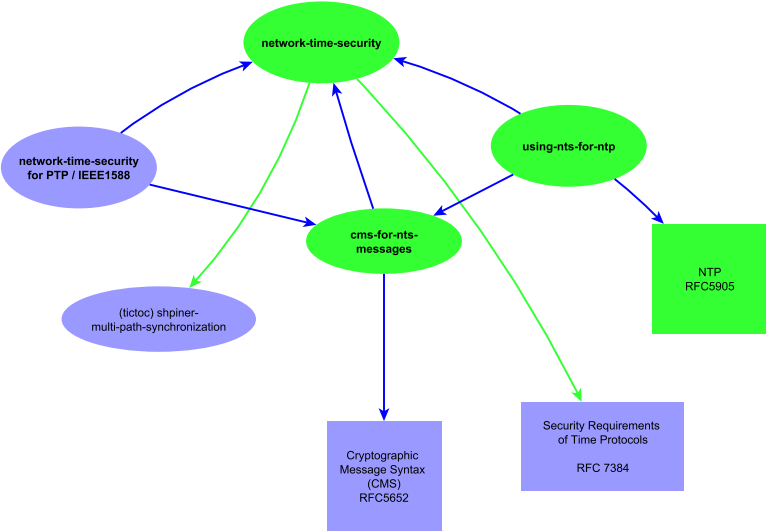 network-time-security
using-nts-for-ntp
network-time-security
for PTP / IEEE1588
cms-for-nts-
messages
NTP
RFC5905
(tictoc) shpiner-
multi-path-synchronization
Security Requirements
of Time Protocols
RFC 7384
Cryptographic
Message Syntax
(CMS)
RFC5652